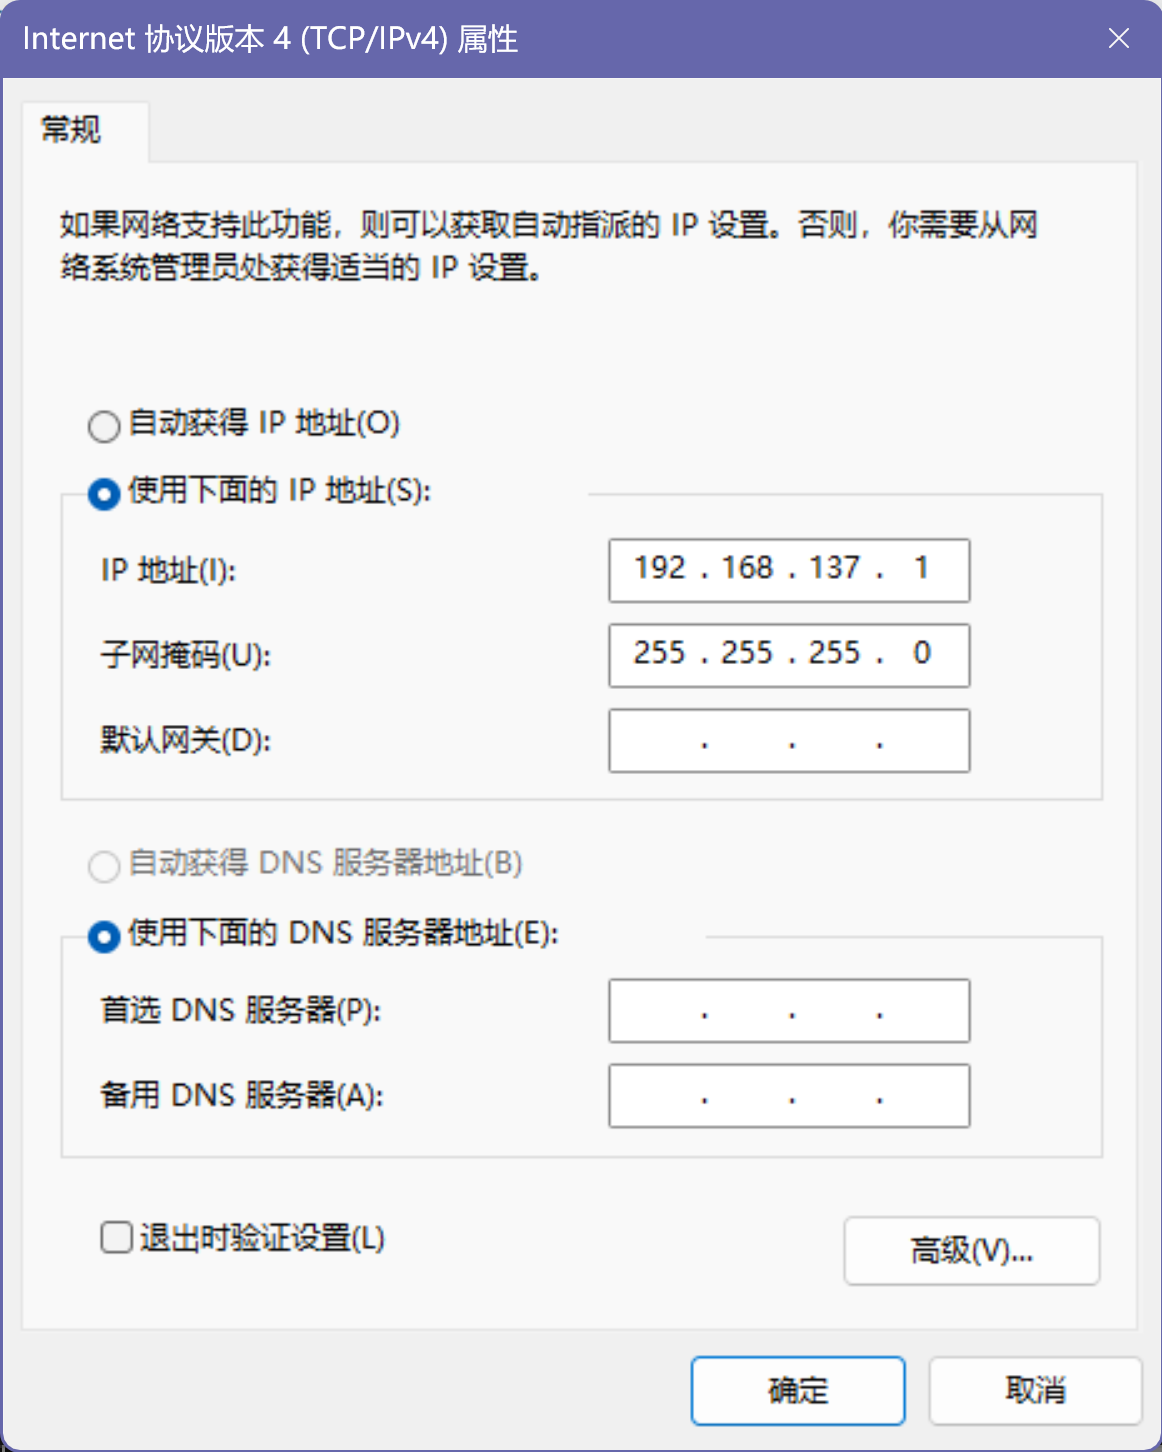 Internet 协议版本 4 (TCP/IPv4) 属性
常规
如果网络支持此功能，则可以获取自动指派的 IP 设置。否则，你需要从网
络系统管理员处获得适当的 IP 设置。
自动获得 IP 地址(O)
使用下面的 IP 地址(S):
IP 地址(I): 192 . 168 . 137 . 1
子网掩码(U): 255 . 255 . 255 . 0
默认网关(D): . . .
自动获得 DNS 服务器地址(B)
使用下面的 DNS 服务器地址(E):
首选 DNS 服务器(P): . . .
备用 DNS 服务器(A): . . .
退出时验证设置(L)
高级(V)...
确定
取消